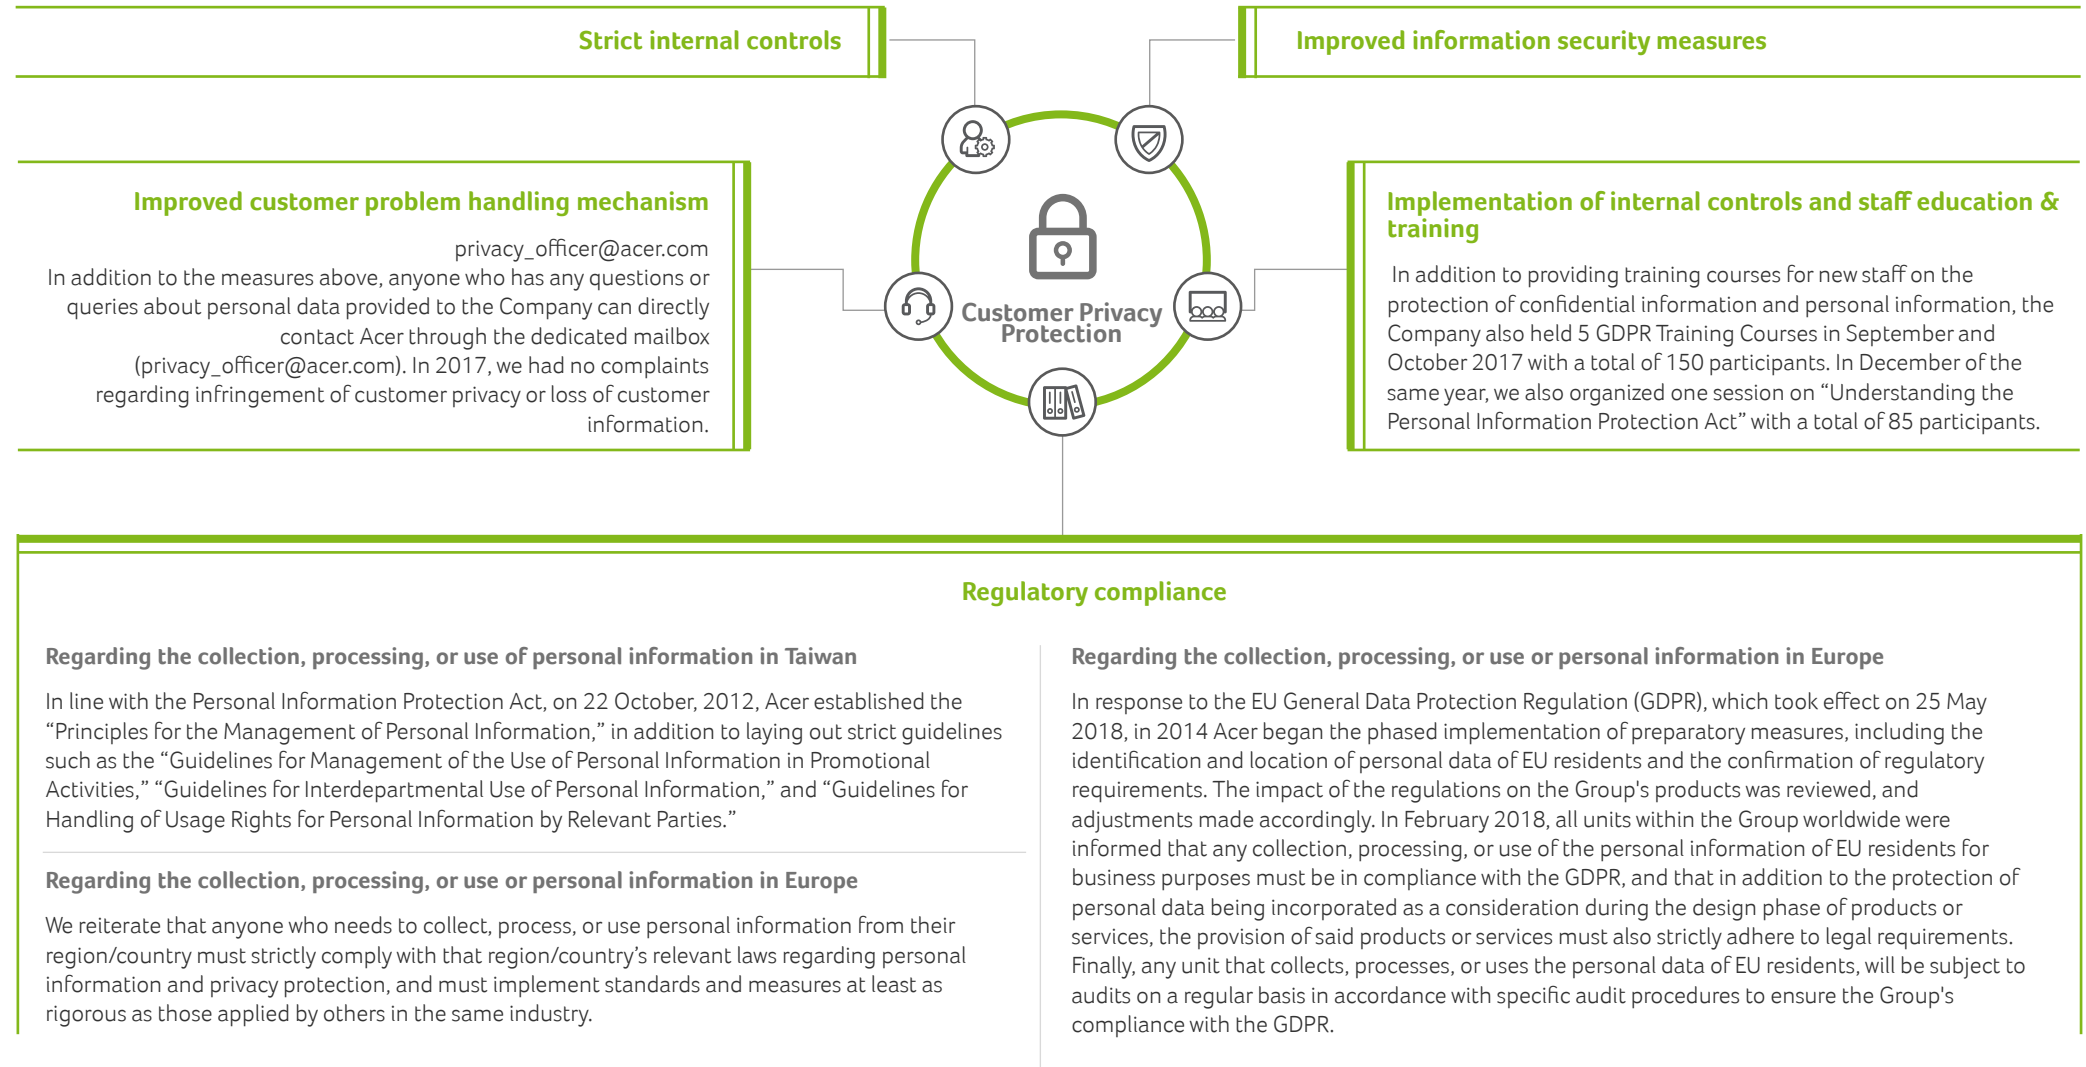 Strict internal controls
Improved information security measures
Improved customer problem handling mechanism
privacy_officer@acer.com
In addition to the measures above, anyone who has any questions or
queries about personal data provided to the Company can directly
contact Acer through the dedicated mailbox
(privacy_officer@acer.com). In 2017, we had no complaints
regarding infringement of customer privacy or loss of customer
information.
Customer Privacy
Protection
Implementation of internal controls and staff education &
training
In addition to providing training courses for new staff on the
protection of confidential information and personal information, the
Company also held 5 GDPR Training Courses in September and
October 2017 with a total of 150 participants. In December of the
same year, we also organized one session on “Understanding the
Personal Information Protection Act” with a total of 85 participants.
Regulatory compliance
Regarding the collection, processing, or use of personal information in Taiwan
In line with the Personal Information Protection Act, on 22 October, 2012, Acer established the
“Principles for the Management of Personal Information,” in addition to laying out strict guidelines
such as the “Guidelines for Management of the Use of Personal Information in Promotional
Activities,” “Guidelines for Interdepartmental Use of Personal Information,” and “Guidelines for
Handling of Usage Rights for Personal Information by Relevant Parties.”
Regarding the collection, processing, or use or personal information in Europe
We reiterate that anyone who needs to collect, process, or use personal information from their
region/country must strictly comply with that region/country’s relevant laws regarding personal
information and privacy protection, and must implement standards and measures at least as
rigorous as those applied by others in the same industry.
Regarding the collection, processing, or use or personal information in Europe
In response to the EU General Data Protection Regulation (GDPR), which took effect on 25 May
2018, in 2014 Acer began the phased implementation of preparatory measures, including the
identification and location of personal data of EU residents and the confirmation of regulatory
requirements. The impact of the regulations on the Group's products was reviewed, and
adjustments made accordingly. In February 2018, all units within the Group worldwide were
informed that any collection, processing, or use of the personal information of EU residents for
business purposes must be in compliance with the GDPR, and that in addition to the protection of
personal data being incorporated as a consideration during the design phase of products or
services, the provision of said products or services must also strictly adhere to legal requirements.
Finally, any unit that collects, processes, or uses the personal data of EU residents, will be subject to
audits on a regular basis in accordance with specific audit procedures to ensure the Group's
compliance with the GDPR.